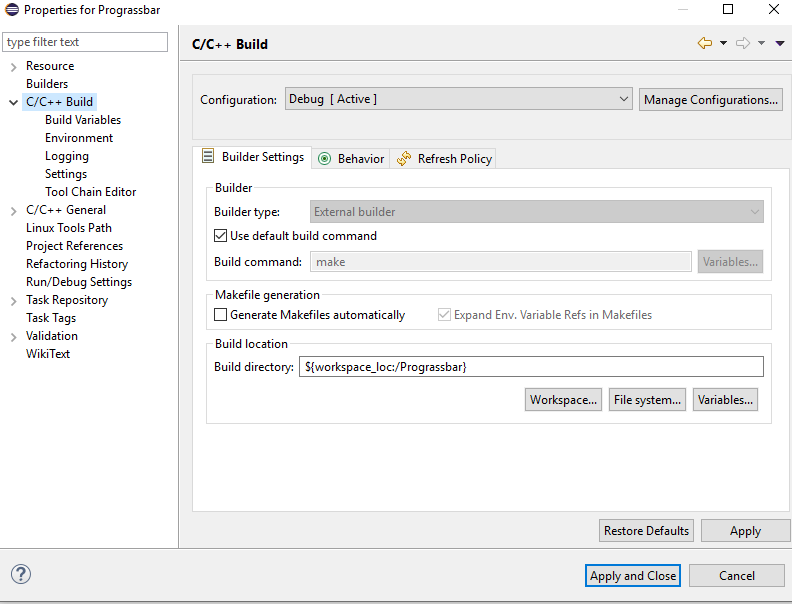 Properties for Prograssbar
type filter text
Resource
Builders
C/C++ Build
Build Variables
Environment
Logging
Settings
Tool Chain Editor
C/C++ General
Linux Tools Path
Project References
Refactoring History
Run/Debug Settings
Task Repository
Task Tags
Validation
WikiText
C/C++ Build
Configuration: Debug [ Active ] Manage Configurations...
Builder Settings Behavior Refresh Policy
Builder
Builder type: External builder
Use default build command
Build command: make Variables...
Makefile generation
Generate Makefiles automatically Expand Env. Variable Refs in Makefiles
Build location
Build directory: ${workspace_loc:/Prograssbar}
Workspace... File system... Variables...
Restore Defaults Apply
? Apply and Close Cancel